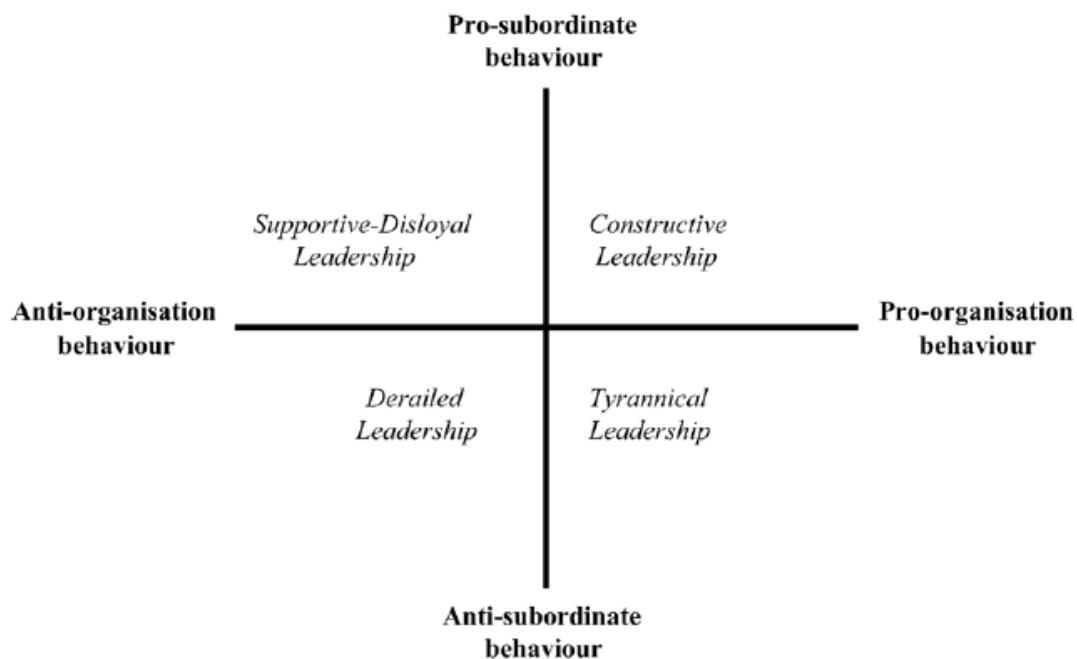 Pro-subordinate
behaviour
Supportive-Disloyal
Leadership
Constructive
Leadership
Anti-organisation
behaviour
Pro-organisation
behaviour
Derailed
Leadership
Tyrannical
Leadership
Anti-subordinate
behaviour